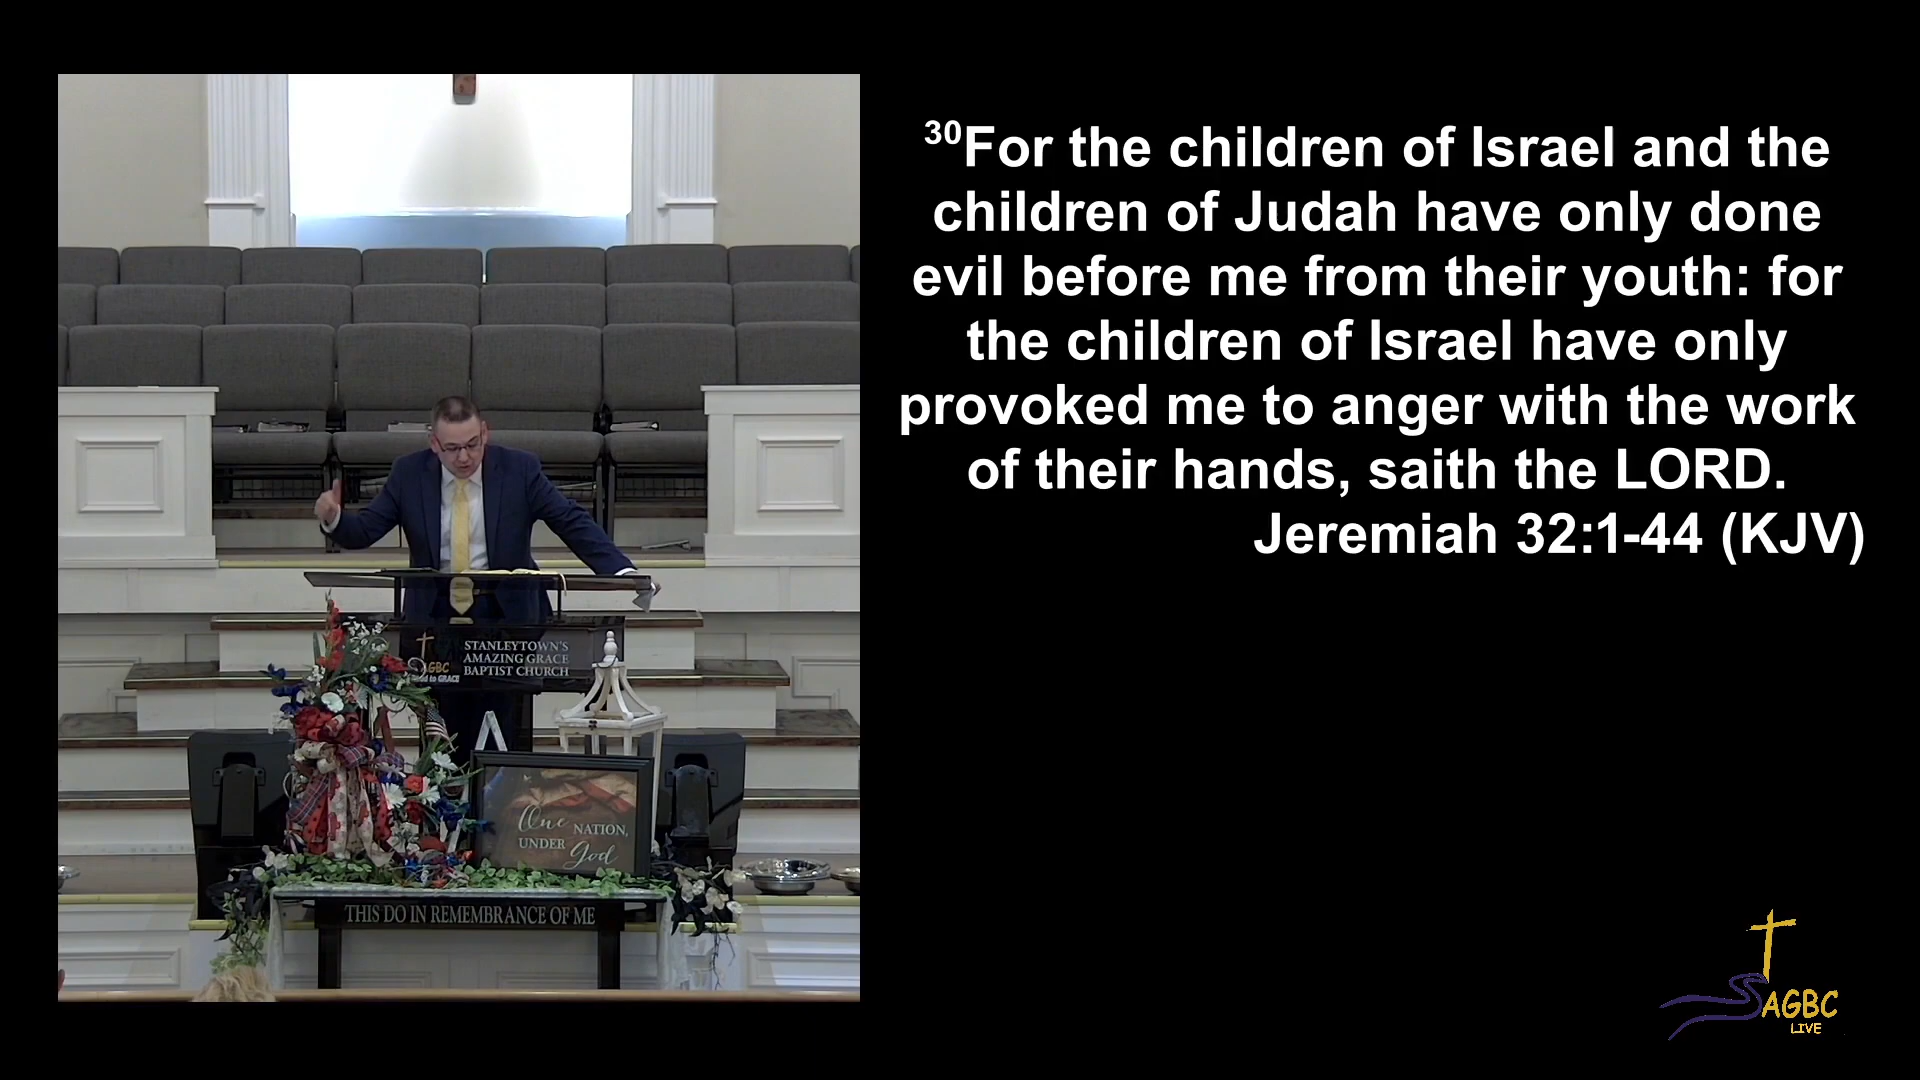 ³⁰For the children of Israel and the
children of Judah have only done
evil before me from their youth: for
the children of Israel have only
provoked me to anger with the work
of their hands, saith the LORD.
Jeremiah 32:1-44 (KJV)
STANLEYTOWN'S
AMAZING GRACE
BAPTIST CHURCH
AGBC
to GRACE
One NATION,
UNDER God
THIS DO IN REMEMBRANCE OF ME
SAGBC
LIVE